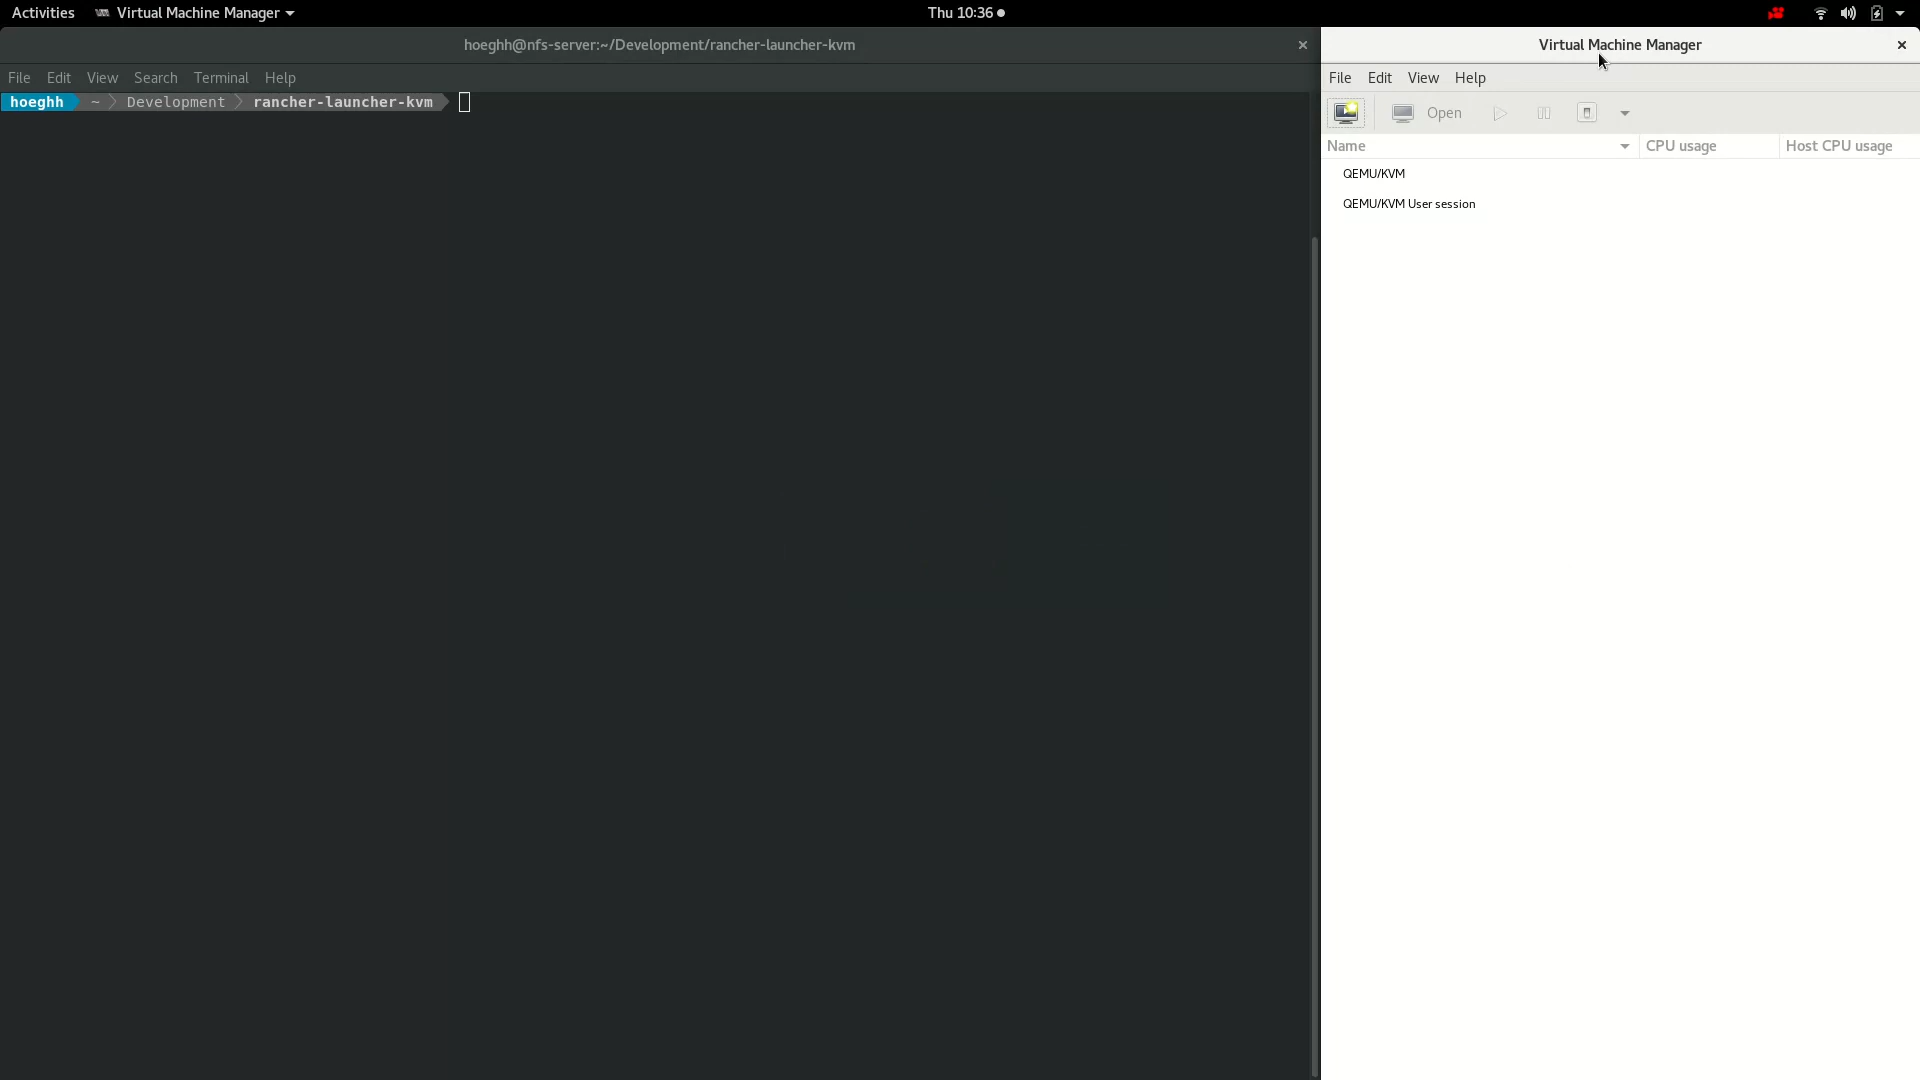 Activities Virtual Machine Manager Thu 10:36
hoeghh@nfs-server:~/Development/rancher-launcher-kvm
File Edit View Search Terminal Help
hoeghh ~ Development rancher-launcher-kvm
Virtual Machine Manager
File Edit View Help
Open
Name CPU usage Host CPU usage
QEMU/KVM
QEMU/KVM User session